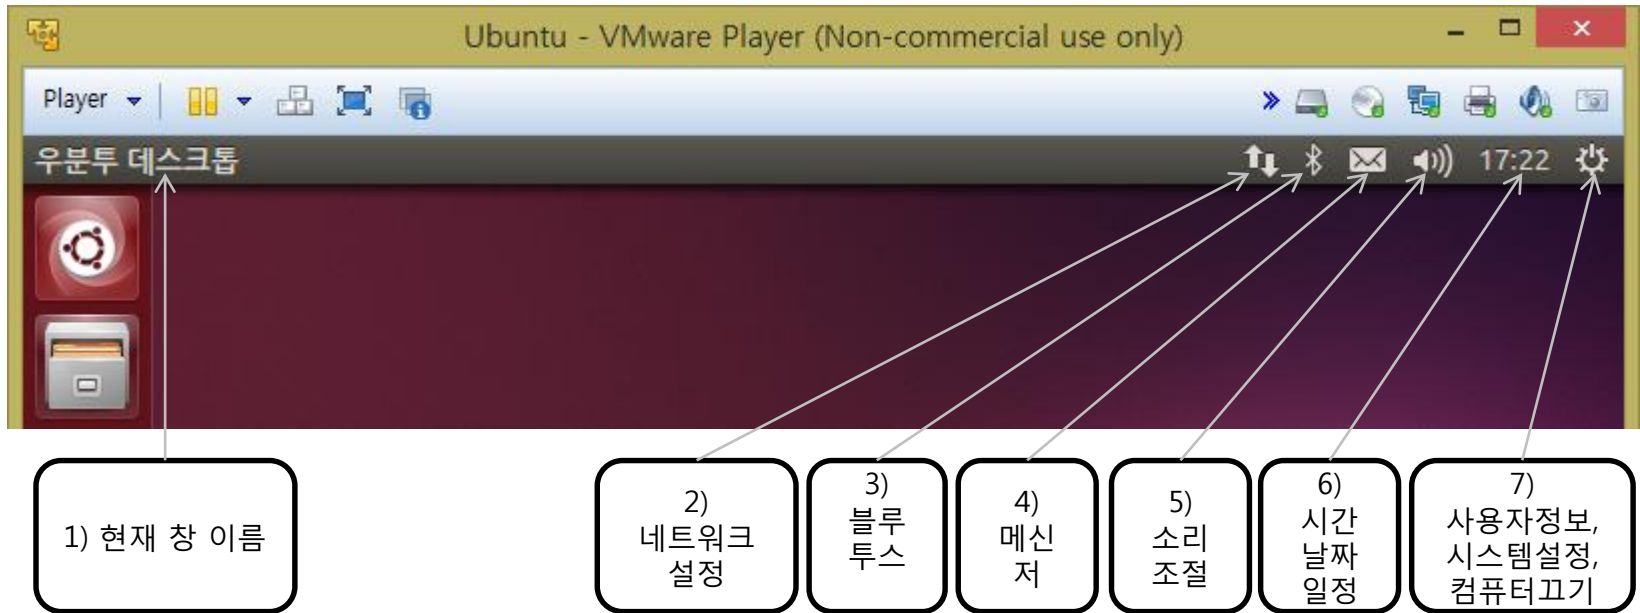 Ubuntu - VMware Player (Non-commercial use only)
Player
우분투 데스크톱
17:22
1) 현재 창 이름
2)
네트워크
설정
3)
블루
투스
4)
메신
저
5)
소리
조절
6)
시간
날짜
일정
7)
사용자정보,
시스템설정,
컴퓨터끄기